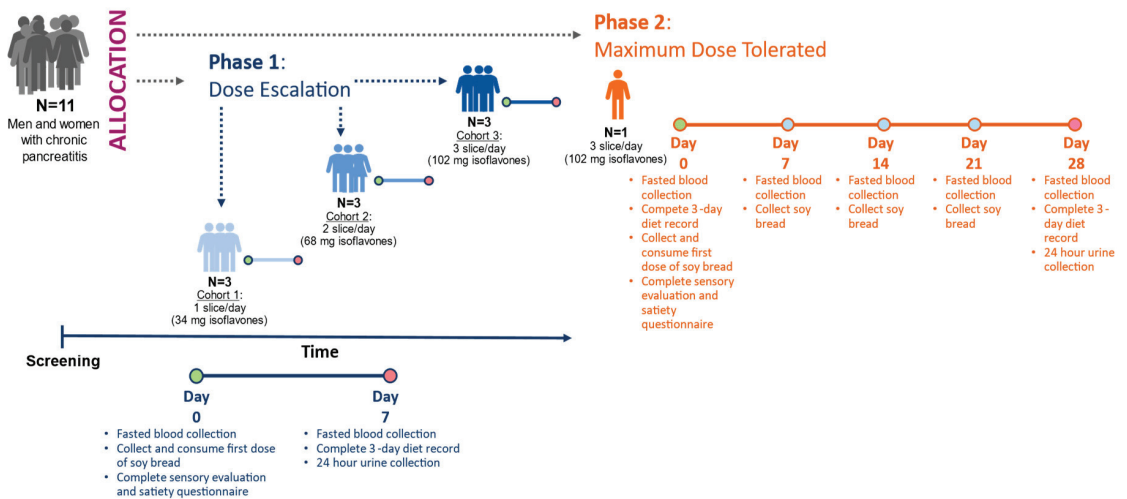 N=11
Men and women
with chronic
pancreatitis
ALLOCATION
Phase 1:
Dose Escalation
N=3
Cohort 1:
1 slice/day
(34 mg isoflavones)
N=3
Cohort 2:
2 slice/day
(68 mg isoflavones)
N=3
Cohort 3:
3 slice/day
(102 mg isoflavones)
Phase 2:
Maximum Dose Tolerated
N=1
3 slice/day
(102 mg isoflavones)
Day
0
• Fasted blood
collection
• Compete 3-day
diet record
• Collect and
consume first
dose of soy bread
• Complete sensory
evaluation and
satiety
questionnaire
Day
7
• Fasted blood
collection
• Collect soy
bread
Day
14
• Fasted blood
collection
• Collect soy
bread
Day
21
• Fasted blood
collection
• Collect soy
bread
Day
28
• Fasted blood
collection
• Complete 3-
day diet
record
• 24 hour urine
collection
Screening
Time
Day
0
• Fasted blood collection
• Collect and consume first dose
of soy bread
• Complete sensory evaluation
and satiety questionnaire
Day
7
• Fasted blood collection
• Complete 3-day diet record
• 24 hour urine collection